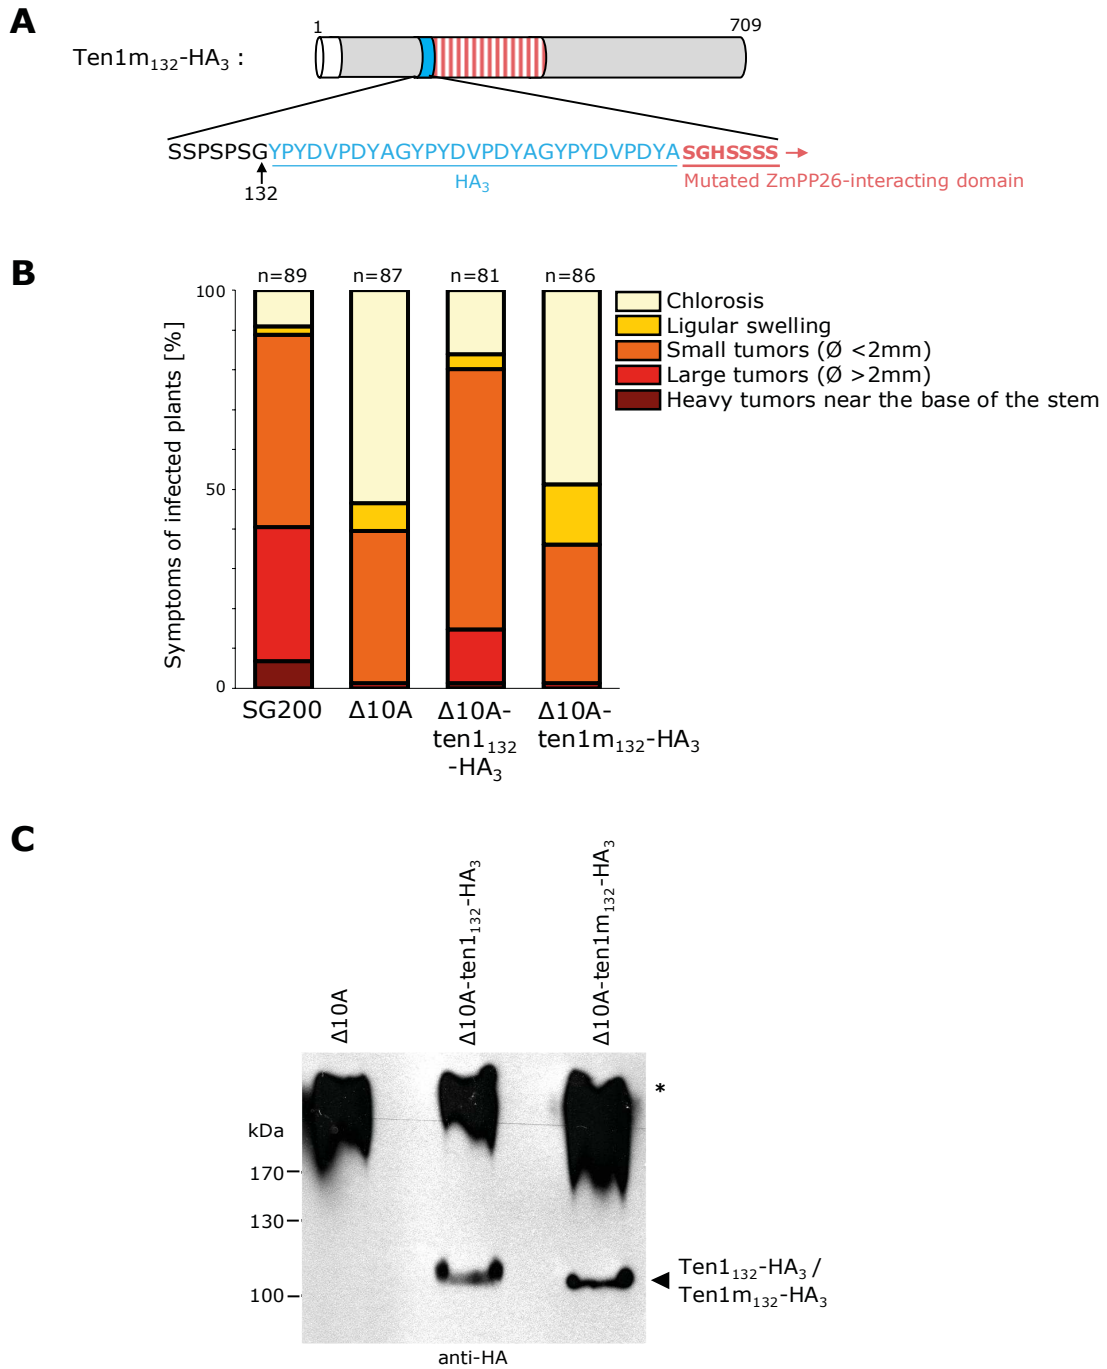 A
1
709
Ten1m₁₃₂-HA₃ :
SSPSPSGYPYDVPDYAGYPYDVPDYAGYPYDVPDYASGHSSSS
132
HA₃
Mutated ZmPP26-interacting domain
B
n=89 n=87 n=81 n=86
100
50
0
Symptoms of infected plants [%]
Chlorosis
Ligular swelling
Small tumors (Ø <2mm)
Large tumors (Ø >2mm)
Heavy tumors near the base of the stem
SG200
Δ10A
Δ10A-
ten1₁₃₂
-HA₃
Δ10A-
ten1m₁₃₂-HA₃
C
Δ10A
Δ10A-ten1₁₃₂-HA₃
Δ10A-ten1m₁₃₂-HA₃
*
kDa
170
130
100
Ten1₁₃₂-HA₃ /
Ten1m₁₃₂-HA₃
anti-HA